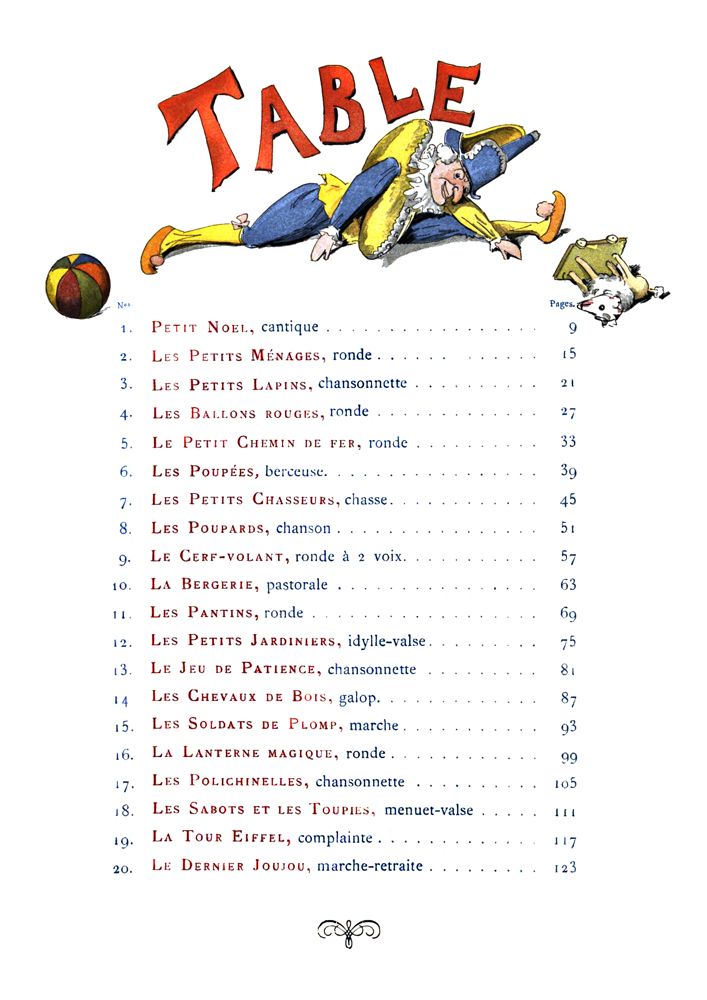 TABLE
Nos Pages.
1. PETIT NOEL, cantique . . . . . . . . . . . . . . . . . . 9
2. LES PETITS MÉNAGES, ronde . . . . . . . . . . . . 15
3. LES PETITS LAPINS, chansonnette . . . . . . . . . . . 21
4. LES BALLONS ROUGES, ronde . . . . . . . . . . . . . 27
5. LE PETIT CHEMIN DE FER, ronde . . . . . . . . . . 33
6. LES POUPÉES, berceuse. . . . . . . . . . . . . . . . . 39
7. LES PETITS CHASSEURS, chasse. . . . . . . . . . . . 45
8. LES POUPARDS, chanson . . . . . . . . . . . . . . . . 51
9. LE CERF-VOLANT, ronde à 2 voix. . . . . . . . . . . 57
10. LA BERGERIE, pastorale . . . . . . . . . . . . . . . . 63
11. LES PANTINS, ronde . . . . . . . . . . . . . . . . . . 69
12. LES PETITS JARDINIERS, idylle-valse. . . . . . . . . 75
13. LE JEU DE PATIENCE, chansonnette . . . . . . . . . 81
14 LES CHEVAUX DE BOIS, galop. . . . . . . . . . . . . 87
15. LES SOLDATS DE PLOMP, marche. . . . . . . . . . . 93
16. LA LANTERNE MAGIQUE, ronde . . . . . . . . . . . . 99
17. LES POLICHINELLES, chansonnette . . . . . . . . . . 105
18. LES SABOTS ET LES TOUPIES, menuet-valse . . . . . 111
19. LA TOUR EIFFEL, complainte . . . . . . . . . . . . . 117
20. LE DERNIER JOUJOU, marche-retraite . . . . . . . . . 123